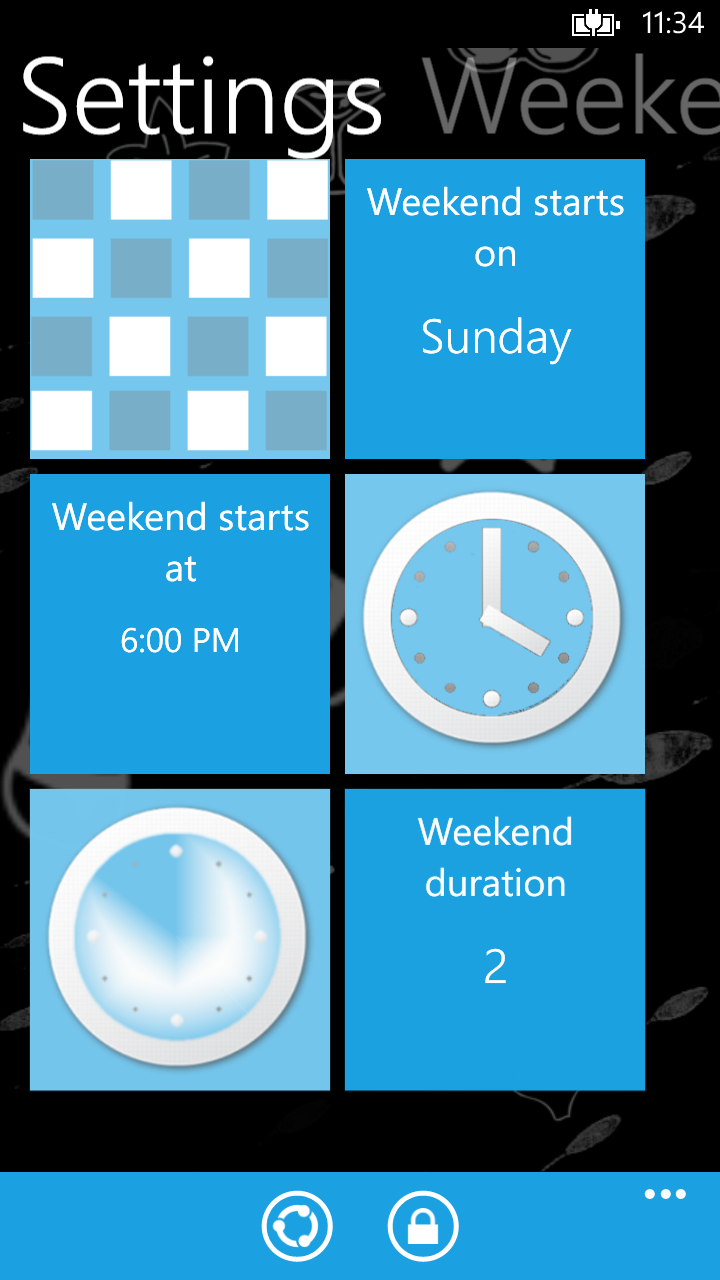 11:34
Settings Weeke
Weekend starts
on
Sunday
Weekend starts
at
6:00 PM
Weekend
duration
2